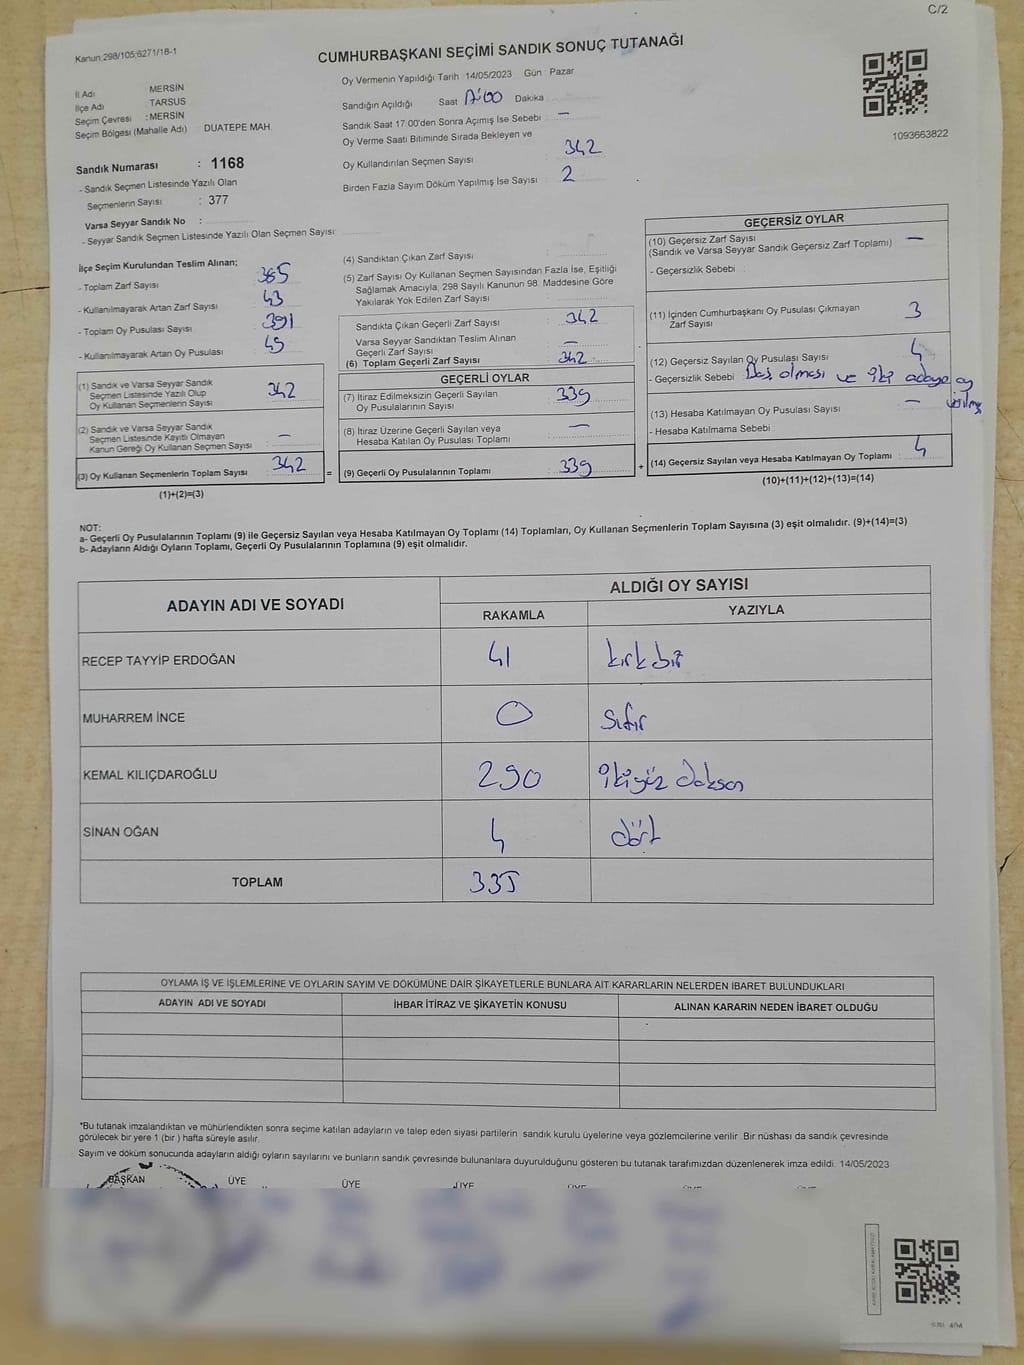 C/2
Kanun:298/105;6271/18-1
CUMHURBAŞKANI SEÇİMİ SANDIK SONUÇ TUTANAĞI
İl Adı : MERSİN
İlçe Adı : TARSUS
Seçim Çevresi : MERSİN
Seçim Bölgesi (Mahalle Adı) DUATEPE MAH.
Sandık Numarası : 1168
- Sandık Seçmen Listesinde Yazılı Olan
Seçmenlerin Sayısı : 377
Varsa Seyyar Sandık No :
- Seyyar Sandık Seçmen Listesinde Yazılı Olan Seçmen Sayısı:
Oy Vermenin Yapıldığı Tarih 14/05/2023 Gün Pazar
Sandığın Açıldığı Saat 17:00 Dakika
Sandık Saat 17:00'den Sonra Açımış İse Sebebi : —
Oy Verme Saati Bitiminde Sırada Bekleyen ve
Oy Kullandırılan Seçmen Sayısı : 342
Birden Fazla Sayım Döküm Yapılmış İse Sayısı : 2
1093663822
İlçe Seçim Kurulundan Teslim Alınan;
- Toplam Zarf Sayısı : 385
- Kullanılmayarak Artan Zarf Sayısı : 43
- Toplam Oy Pusulası Sayısı : 391
- Kullanılmayarak Artan Oy Pusulası : 49
(1) Sandık ve Varsa Seyyar Sandık
Seçmen Listesinde Yazılı Olup
Oy Kullanan Seçmenlerin Sayısı : 342
(2) Sandık ve Varsa Seyyar Sandık
Seçmen Listesinde Kayıtlı Olmayan
Kanun Gereği Oy Kullanan Seçmen Sayısı : —
(3) Oy Kullanan Seçmenlerin Toplam Sayısı : 342 =
(1)+(2)=(3)
(4) Sandıktan Çıkan Zarf Sayısı :
(5) Zarf Sayısı Oy Kullanan Seçmen Sayısından Fazla İse, Eşitliği
Sağlamak Amacıyla, 298 Sayılı Kanunun 98. Maddesine Göre
Yakılarak Yok Edilen Zarf Sayısı :
Sandıkta Çıkan Geçerli Zarf Sayısı : 342
Varsa Seyyar Sandıktan Teslim Alınan
Geçerli Zarf Sayısı : —
(6) Toplam Geçerli Zarf Sayısı : 342
GEÇERLİ OYLAR
(7) İtiraz Edilmeksizin Geçerli Sayılan
Oy Pusulalarının Sayısı : 339
(8) İtiraz Üzerine Geçerli Sayılan veya
Hesaba Katılan Oy Pusulası Toplamı : —
(9) Geçerli Oy Pusulalarının Toplamı : 339 +
GEÇERSİZ OYLAR
(10) Geçersiz Zarf Sayısı : —
(Sandık ve Varsa Seyyar Sandık Geçersiz Zarf Toplamı)
- Geçersizlik Sebebi :
(11) İçinden Cumhurbaşkanı Oy Pusulası Çıkmayan
Zarf Sayısı : 3
(12) Geçersiz Sayılan Oy Pusulası Sayısı : 4
- Geçersizlik Sebebi : Boş olması ve iki adaya oy
verilmiş
(13) Hesaba Katılmayan Oy Pusulası Sayısı : —
- Hesaba Katılmama Sebebi :
(14) Geçersiz Sayılan veya Hesaba Katılmayan Oy Toplamı : 4
(10)+(11)+(12)+(13)=(14)
NOT:
a- Geçerli Oy Pusulalarının Toplamı (9) ile Geçersiz Sayılan veya Hesaba Katılmayan Oy Toplamı (14) Toplamları, Oy Kullanan Seçmenlerin Toplam Sayısına (3) eşit olmalıdır. (9)+(14)=(3)
b- Adayların Aldığı Oyların Toplamı, Geçerli Oy Pusulalarının Toplamına (9) eşit olmalıdır.
ADAYIN ADI VE SOYADI
ALDIĞI OY SAYISI
RAKAMLA YAZIYLA
RECEP TAYYİP ERDOĞAN 41 kırkbir
MUHARREM İNCE 0 Sıfır
KEMAL KILIÇDAROĞLU 290 ikiyüz doksan
SİNAN OĞAN 4 dört
TOPLAM 335
OYLAMA İŞ VE İŞLEMLERİNE VE OYLARIN SAYIM VE DÖKÜMÜNE DAİR ŞİKAYETLERLE BUNLARA AİT KARARLARIN NELERDEN İBARET BULUNDUKLARI
ADAYIN ADI VE SOYADI İHBAR İTİRAZ VE ŞİKAYETİN KONUSU ALINAN KARARIN NEDEN İBARET OLDUĞU
*Bu tutanak imzalandıktan ve mühürlendikten sonra seçime katılan adayların ve talep eden siyasi partilerin sandık kurulu üyelerine veya gözlemcilerine verilir. Bir nüshası da sandık çevresinde
görülecek bir yere 1 (bir ) hafta süreyle asılır.
Sayım ve döküm sonucunda adayların aldığı oyların sayılarını ve bunların sandık çevresinde bulunanlara duyurulduğunu gösteren bu tutanak tarafımızdan düzenlenerek imza edildi. 14/05/2023
BAŞKAN ÜYE ÜYE ÜYE